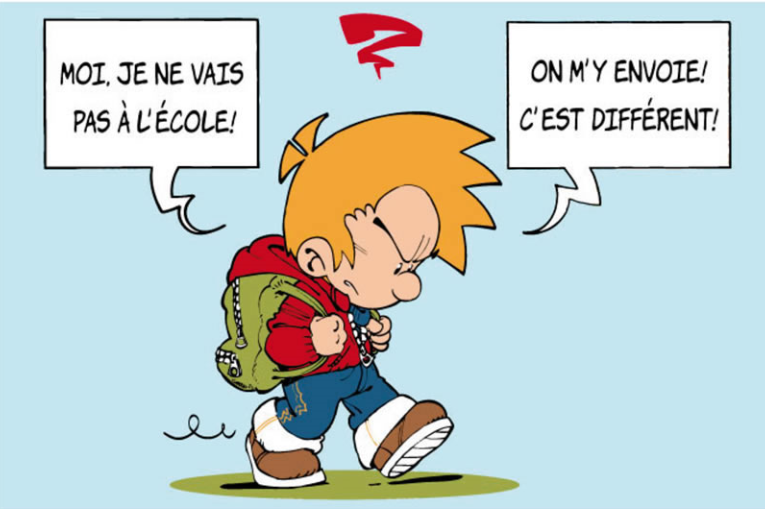 MOI, JE NE VAIS
PAS À L'ÉCOLE!
ON M'Y ENVOIE!
C'EST DIFFÉRENT!